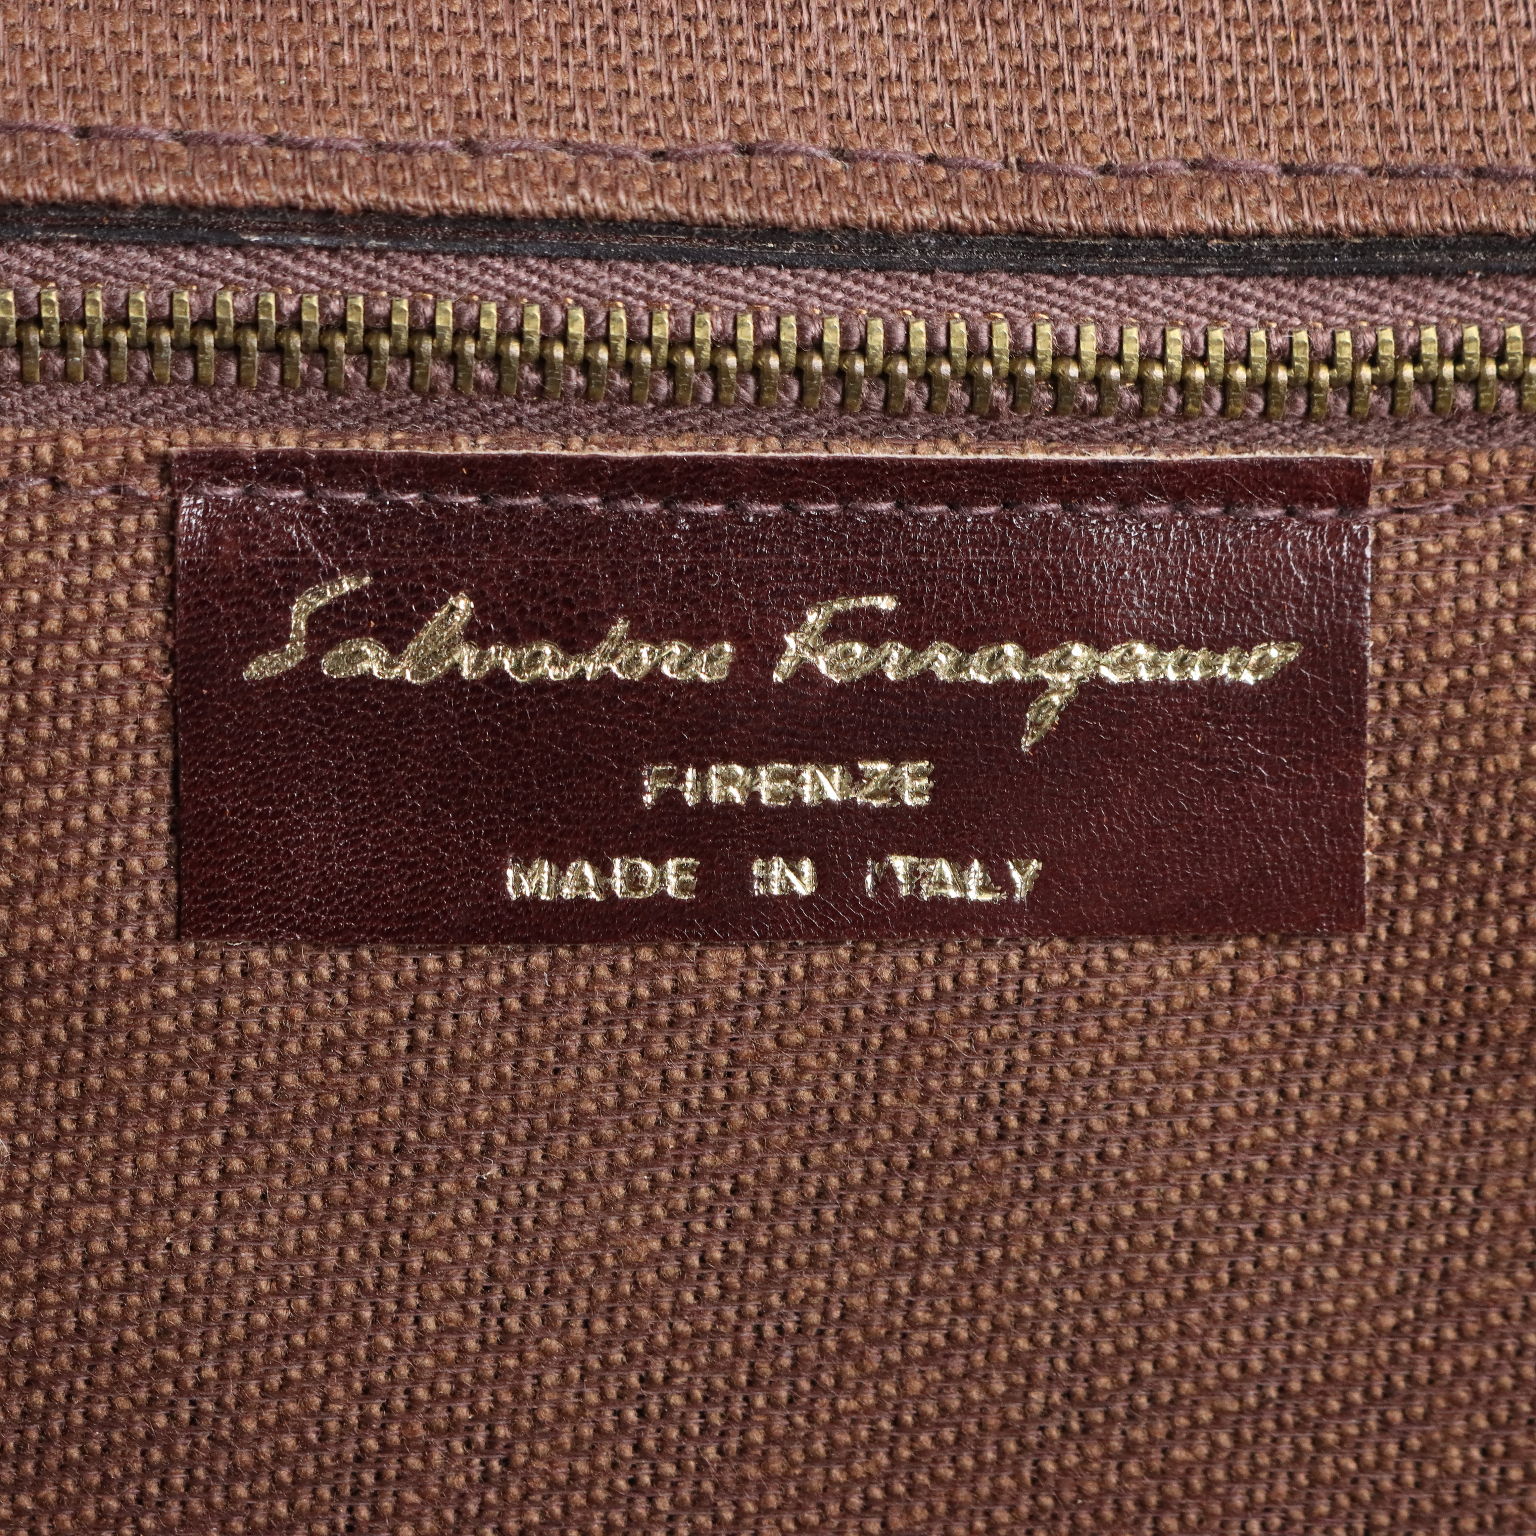 Salvatore Ferragamo
FIRENZE
MADE IN ITALY